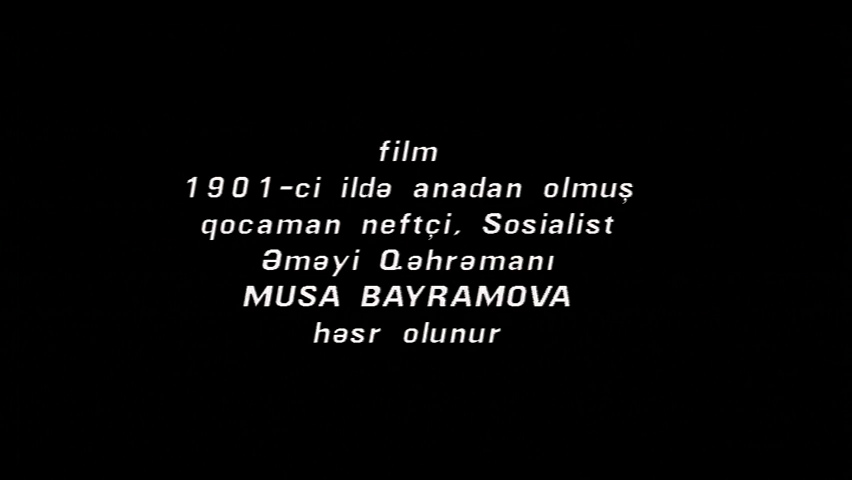 film
1901-ci ildə anadan olmuş
qocaman neftçi, Sosialist
Əməyi Qəhrəmanı
MUSA BAYRAMOVA
həsr olunur